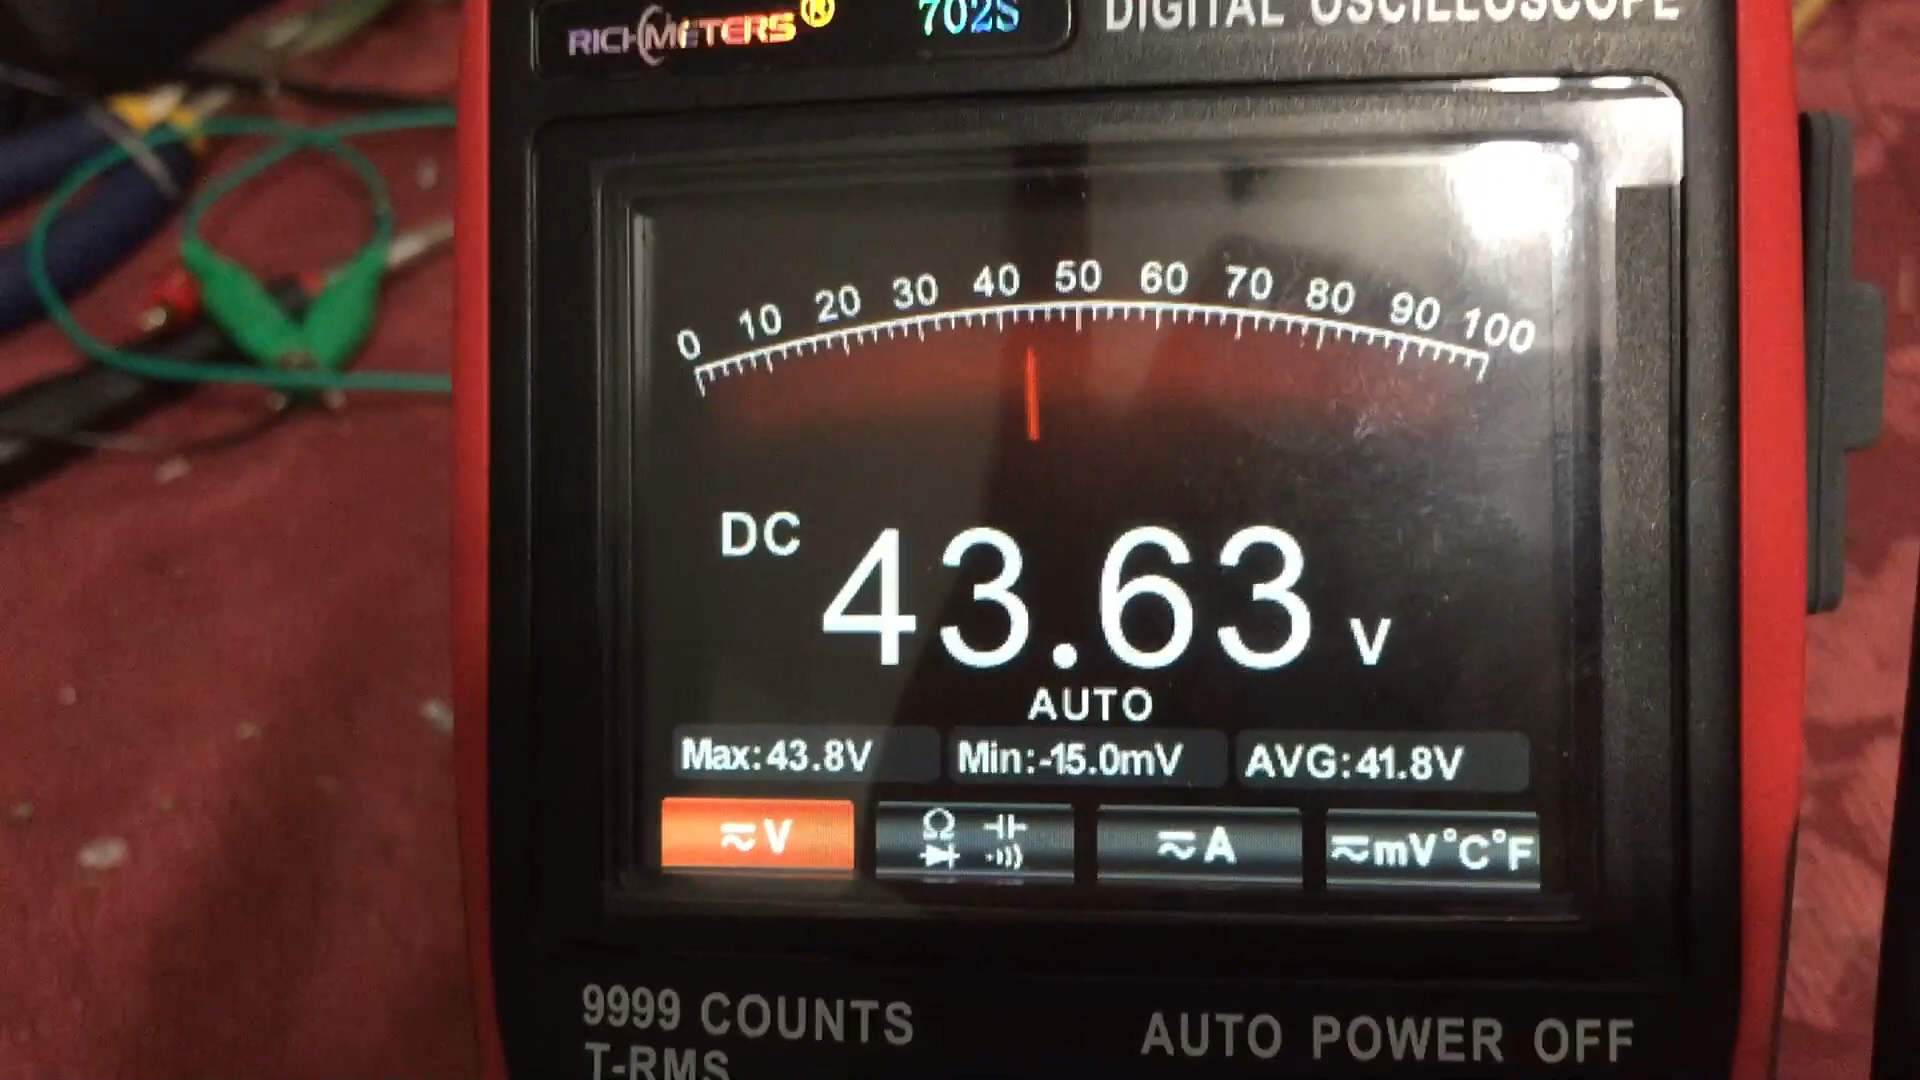 RICHMETERS® 702S DIGITAL OSCILLOSCOPE
0 10 20 30 40 50 60 70 80 90 100
DC 43.63 V
AUTO
Max:43.8V Min:-15.0mV AVG:41.8V
≂V Ω ≂A ≂mV°C°F
9999 COUNTS
T-RMS
AUTO POWER OFF